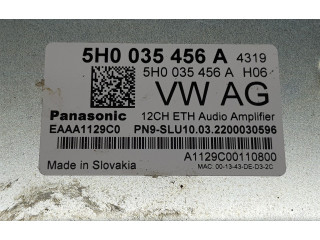 5H0 035 456 A 4319
5H0 035 456 A H06
VW AG
Panasonic 12CH ETH Audio Amplifier
EAAA1129C0 PN9-SLU10.03.2200030596
Made in Slovakia
A1129C00110800
MAC: 00-13-43-DE-D3-2C